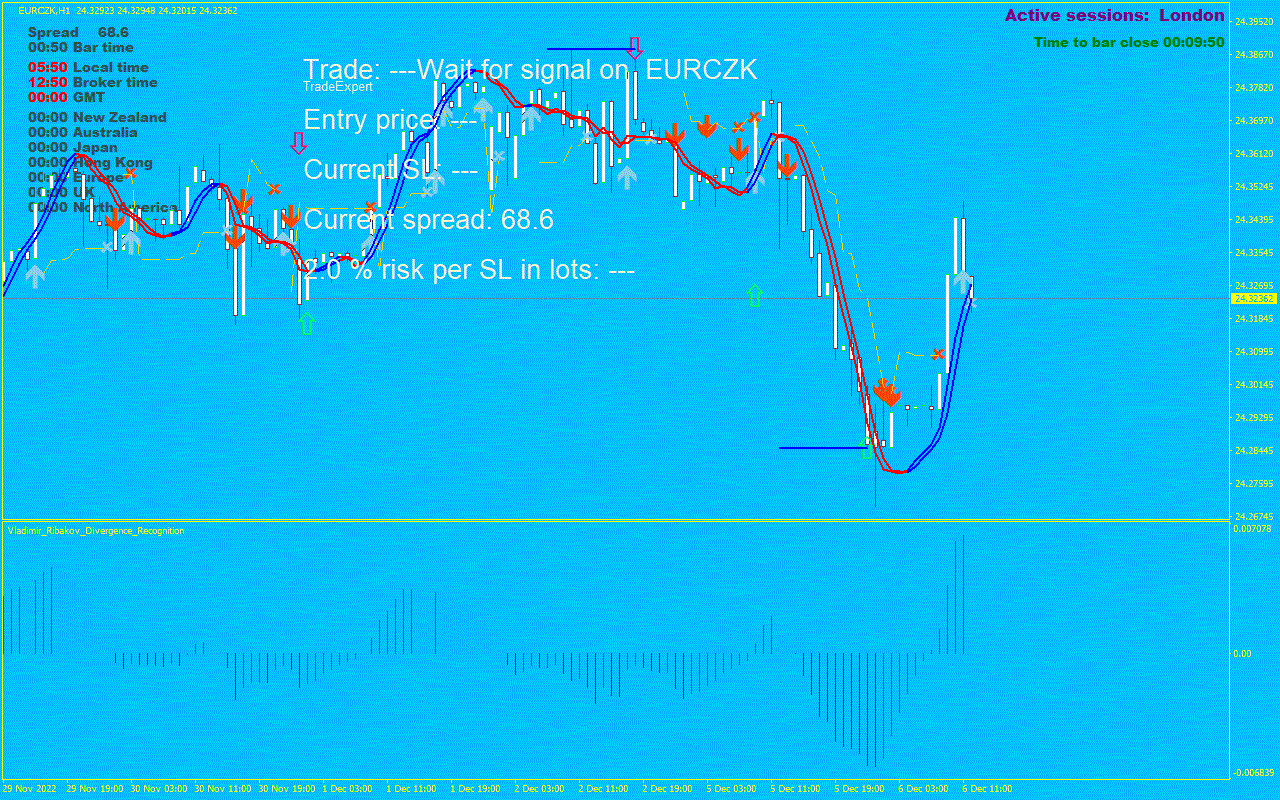 EURCZK,H1 24.32923 24.32948 24.32015 24.32362
Active sessions: London
Time to bar close 00:09:50
Spread 68.6
00:50 Bar time
05:50 Local time
12:50 Broker time
00:00 GMT
00:00 New Zealand
00:00 Australia
00:00 Japan
00:00 Hong Kong
00:00 Europe
00:00 UK
00:00 North America
Trade: ---Wait for signal on EURCZK
TradeExpert
Entry price: ---
Current SL: ---
Current spread: 68.6
2.0 % risk per SL in lots: ---
24.39520
24.38670
24.37820
24.36970
24.36120
24.35245
24.34395
24.33545
24.32695
24.32362
24.31845
24.30995
24.30145
24.29295
24.28445
24.27595
24.26745
Vladimir_Ribakov_Divergence_Recognition
0.007078
0.00
-0.006839
29 Nov 2022 29 Nov 19:00 30 Nov 03:00 30 Nov 11:00 30 Nov 19:00 1 Dec 03:00 1 Dec 11:00 1 Dec 19:00 2 Dec 03:00 2 Dec 11:00 2 Dec 19:00 5 Dec 03:00 5 Dec 11:00 5 Dec 19:00 6 Dec 03:00 6 Dec 11:00